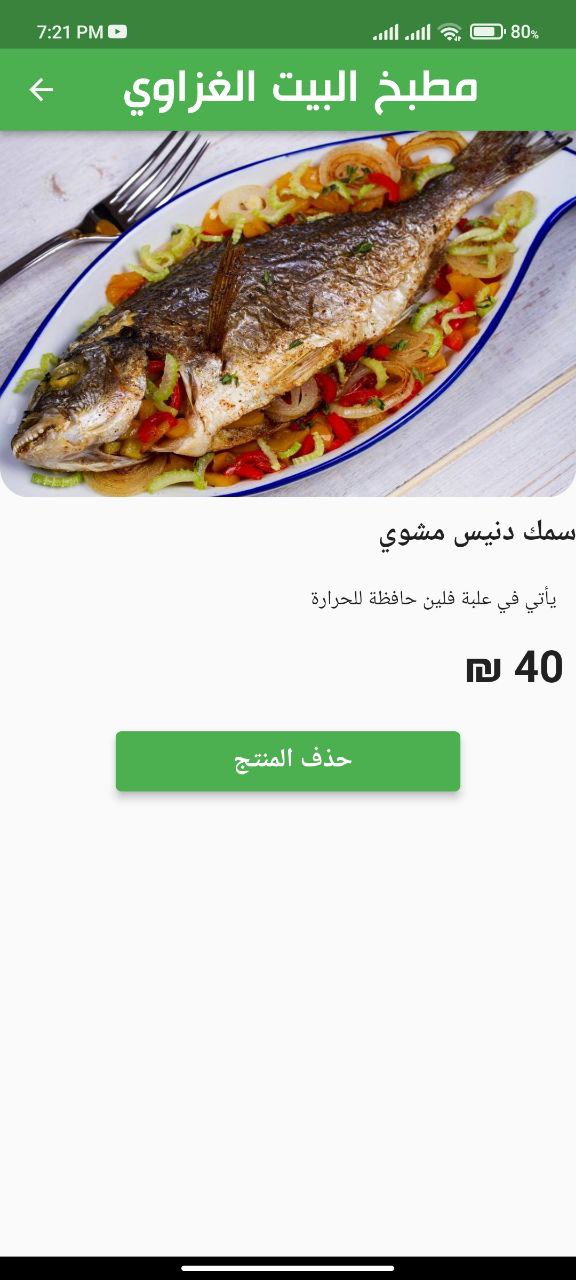 7:21 PM
80%
مطبخ البيت الغزاوي
سمك دنيس مشوي
يأتي في علبة فلين حافظة للحرارة
40 ₪
حذف المنتج